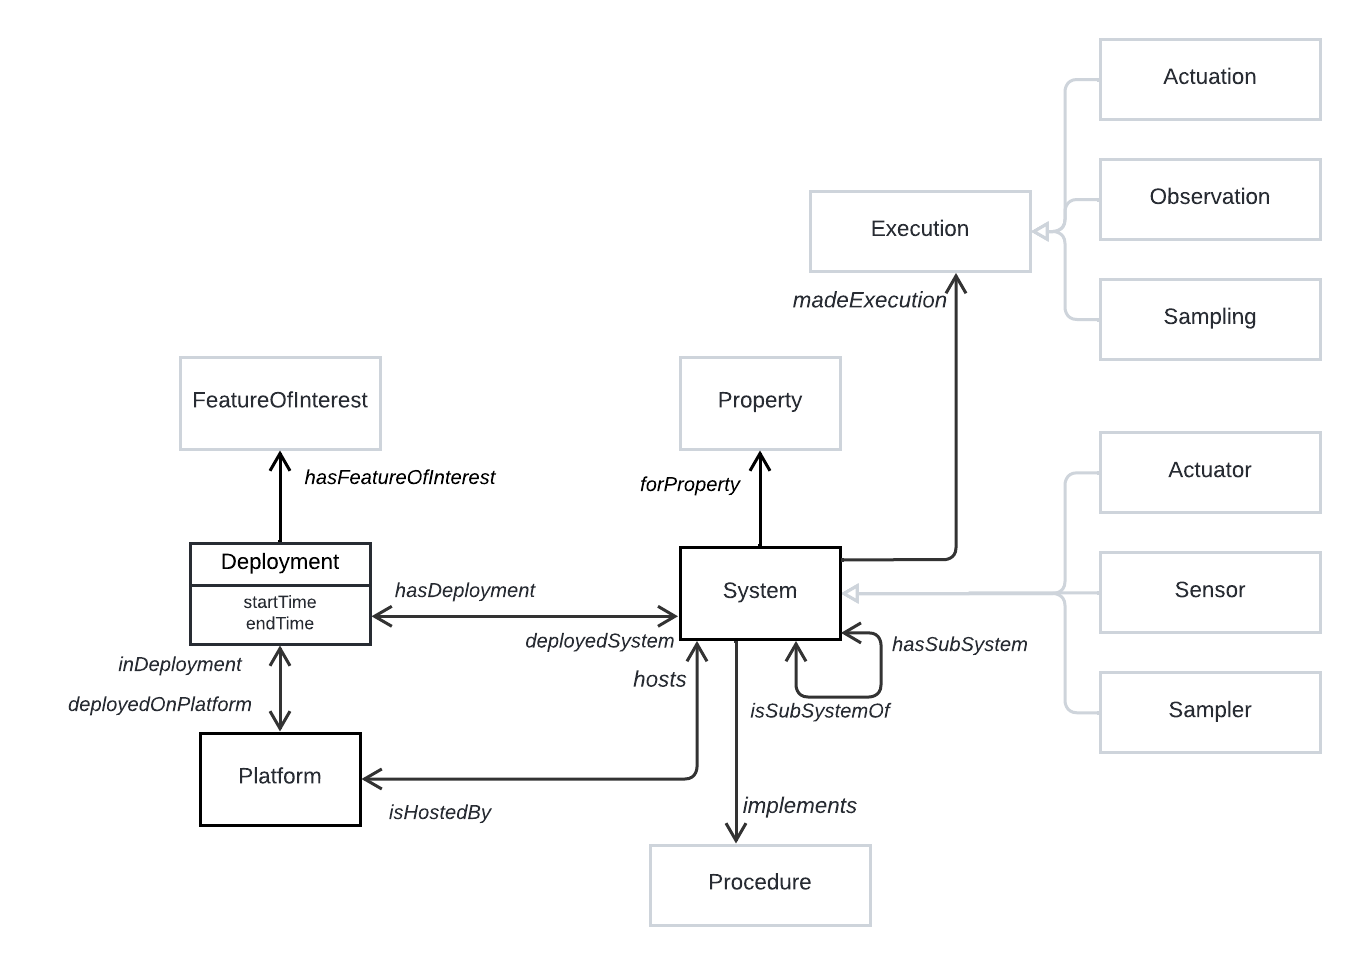 Actuation
Observation
Execution
madeExecution
Sampling
FeatureOfInterest
Property
hasFeatureOfInterest
forProperty
Actuator
Deployment
startTime
endTime
hasDeployment
deployedSystem
System
Sensor
hasSubSystem
inDeployment
deployedOnPlatform
hosts
isSubSystemOf
Sampler
Platform
isHostedBy
implements
Procedure